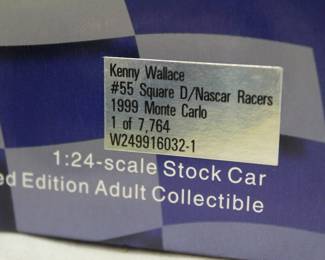 Kenny Wallace
#55 Square D/Nascar Racers
1999 Monte Carlo
1 of 7,764
W249916032-1
1:24-scale Stock Car
Edition Adult Collectible